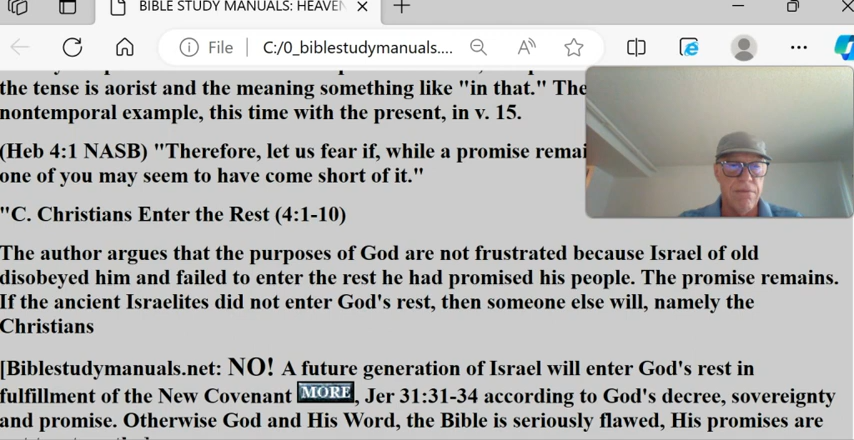 BIBLE STUDY MANUALS: HEAVEN
File C:/0_biblestudymanuals....
the tense is aorist and the meaning something like "in that." The
nontemporal example, this time with the present, in v. 15.
(Heb 4:1 NASB) "Therefore, let us fear if, while a promise remai
one of you may seem to have come short of it."
"C. Christians Enter the Rest (4:1-10)
The author argues that the purposes of God are not frustrated because Israel of old
disobeyed him and failed to enter the rest he had promised his people. The promise remains.
If the ancient Israelites did not enter God's rest, then someone else will, namely the
Christians
[Biblestudymanuals.net: NO! A future generation of Israel will enter God's rest in
fulfillment of the New Covenant MORE, Jer 31:31-34 according to God's decree, sovereignty
and promise. Otherwise God and His Word, the Bible is seriously flawed, His promises are